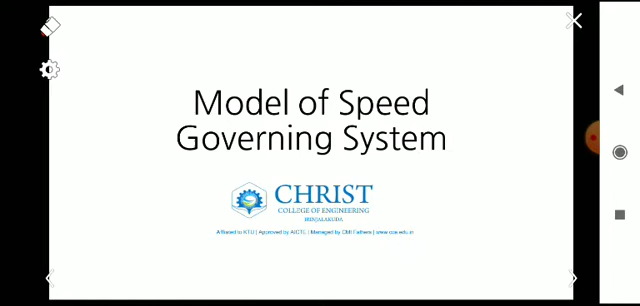 Model of Speed
Governing System
CHRIST
COLLEGE OF ENGINEERING
IRINJALAKUDA
Affiliated to KTU | Approved by AICTE | Managed by CMI Fathers | www.cce.edu.in